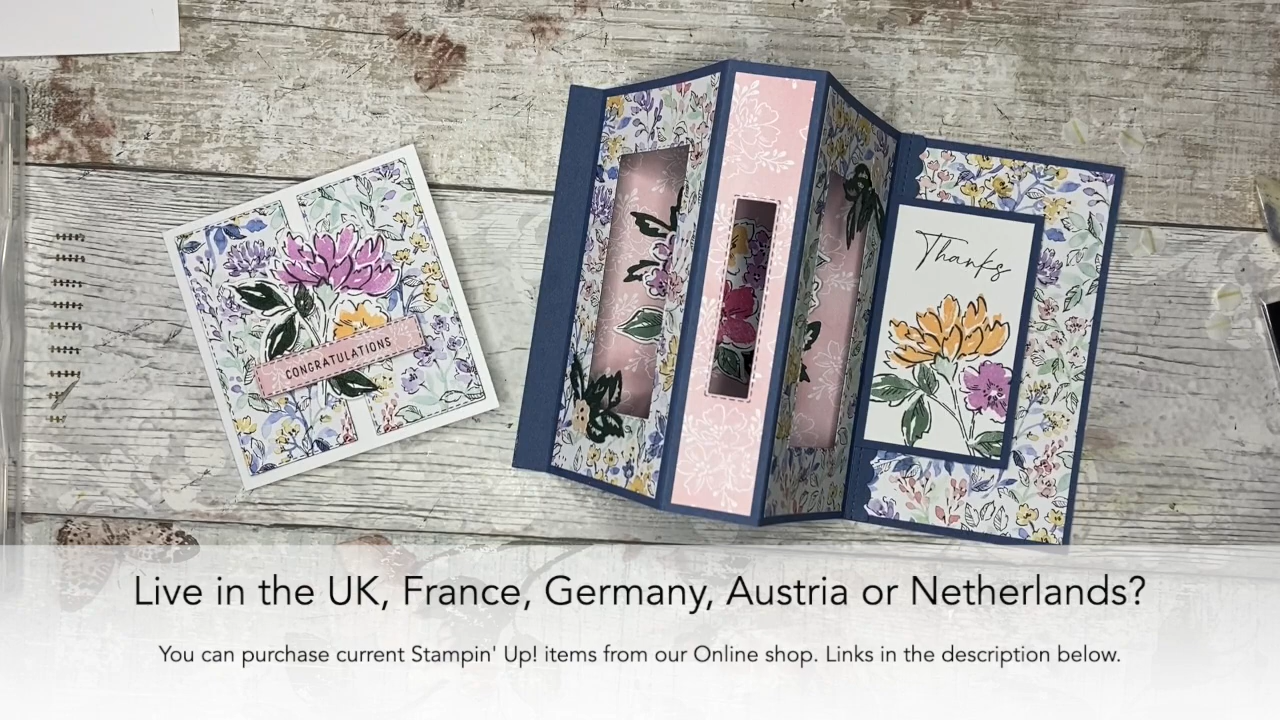 Thanks
CONGRATULATIONS
Live in the UK, France, Germany, Austria or Netherlands?
You can purchase current Stampin' Up! items from our Online shop. Links in the description below.